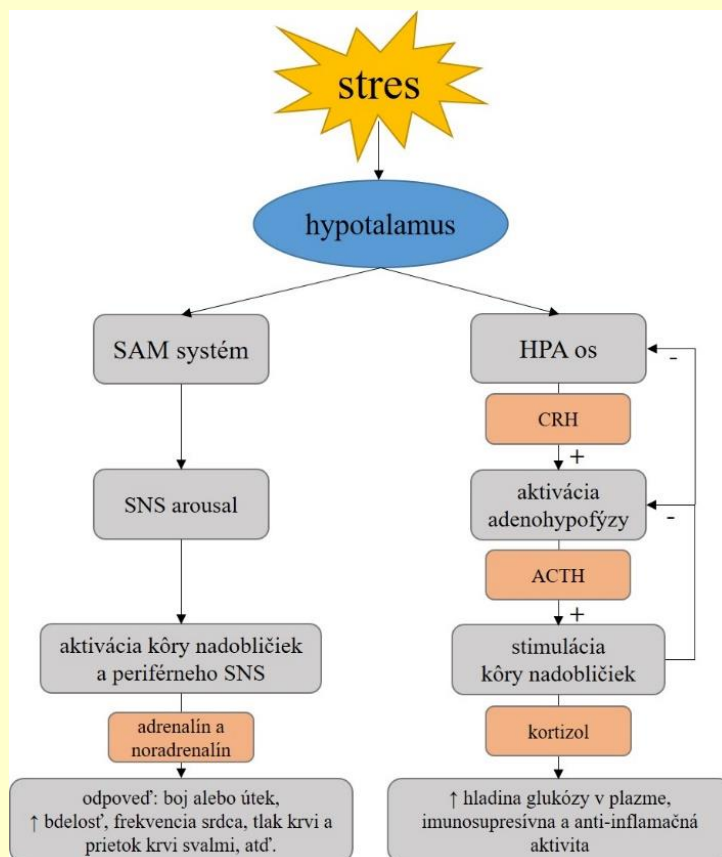 stres
hypotalamus
SAM systém
HPA os
-
CRH
+
SNS arousal
aktivácia
adenohypofýzy
-
ACTH
+
aktivácia kôry nadobličiek
a periférneho SNS
stimulácia
kôry nadobličiek
adrenalín a
noradrenalín
kortizol
odpoveď: boj alebo útek,
↑ bdelosť, frekvencia srdca, tlak krvi a
prietok krvi svalmi, atď.
↑ hladina glukózy v plazme,
imunosupresívna a anti-inflamačná
aktivita